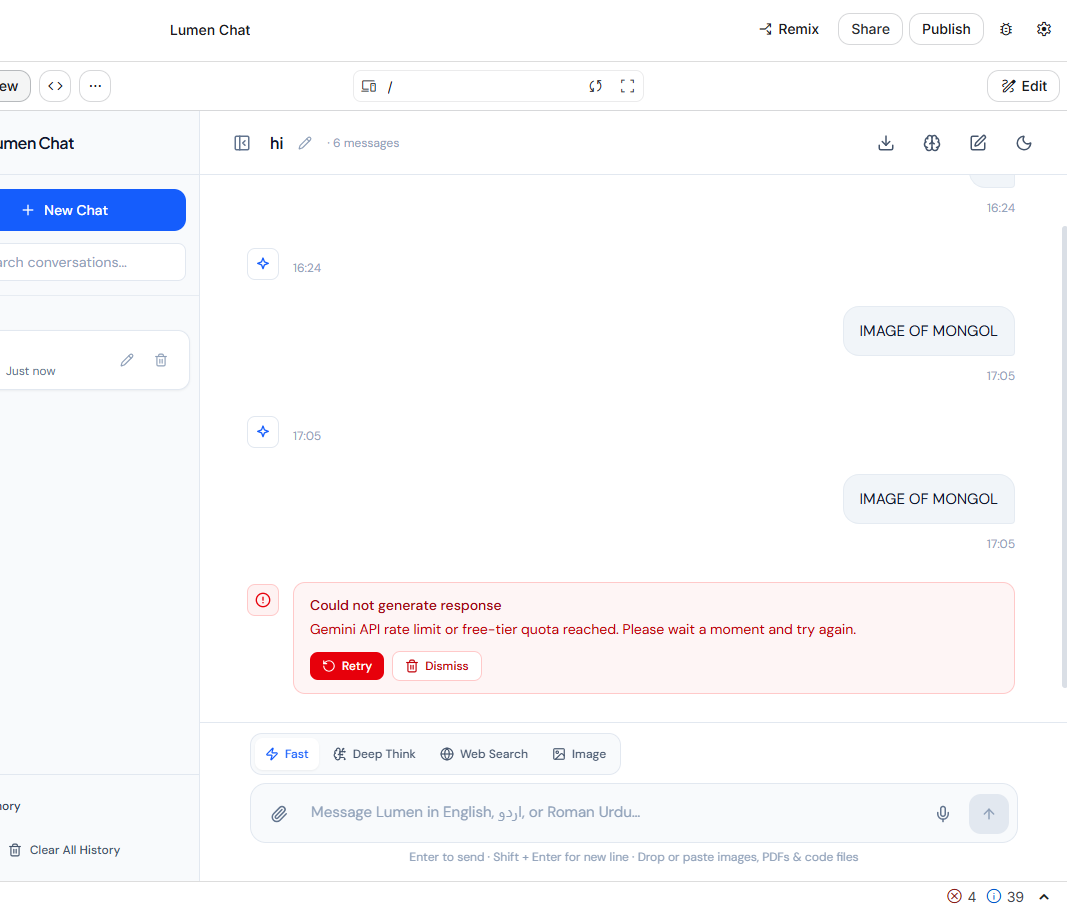 Lumen Chat
Remix
Share
Publish
ew
/
Edit
umen Chat
hi
· 6 messages
New Chat
16:24
arch conversations...
16:24
IMAGE OF MONGOL
17:05
Just now
17:05
IMAGE OF MONGOL
17:05
Could not generate response
Gemini API rate limit or free-tier quota reached. Please wait a moment and try again.
Retry
Dismiss
Fast
Deep Think
Web Search
Image
Message Lumen in English, اردو, or Roman Urdu...
nory
Clear All History
Enter to send · Shift + Enter for new line · Drop or paste images, PDFs & code files
4
39